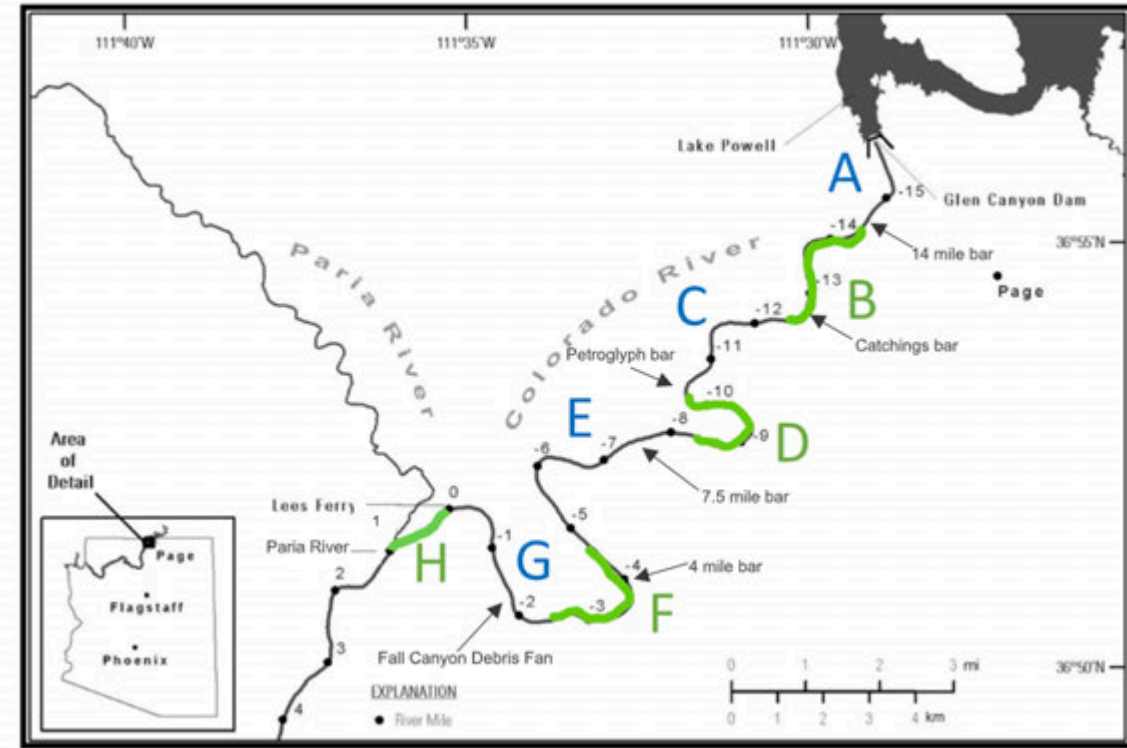 111°40'W
111°35'W
111°30'W
Lake Powell
A
-15
Glen Canyon Dam
-14
36°55'N
14 mile bar
Paria River
Colorado River
Page
-13
B
C
-12
Catchings bar
-11
Petroglyph bar
-10
E
-8
-9
D
Area
of
Detail
-6
-7
7.5 mile bar
0
Lees Ferry
1
-5
-1
Paria River
H
G
-4
4 mile bar
Page
2
-2
-3
F
Flagstaff
Phoenix
3
Fall Canyon Debris Fan
0 1 2 3 mi
36°50'N
EXPLANATION
4
River Mile
0 1 2 3 4 km